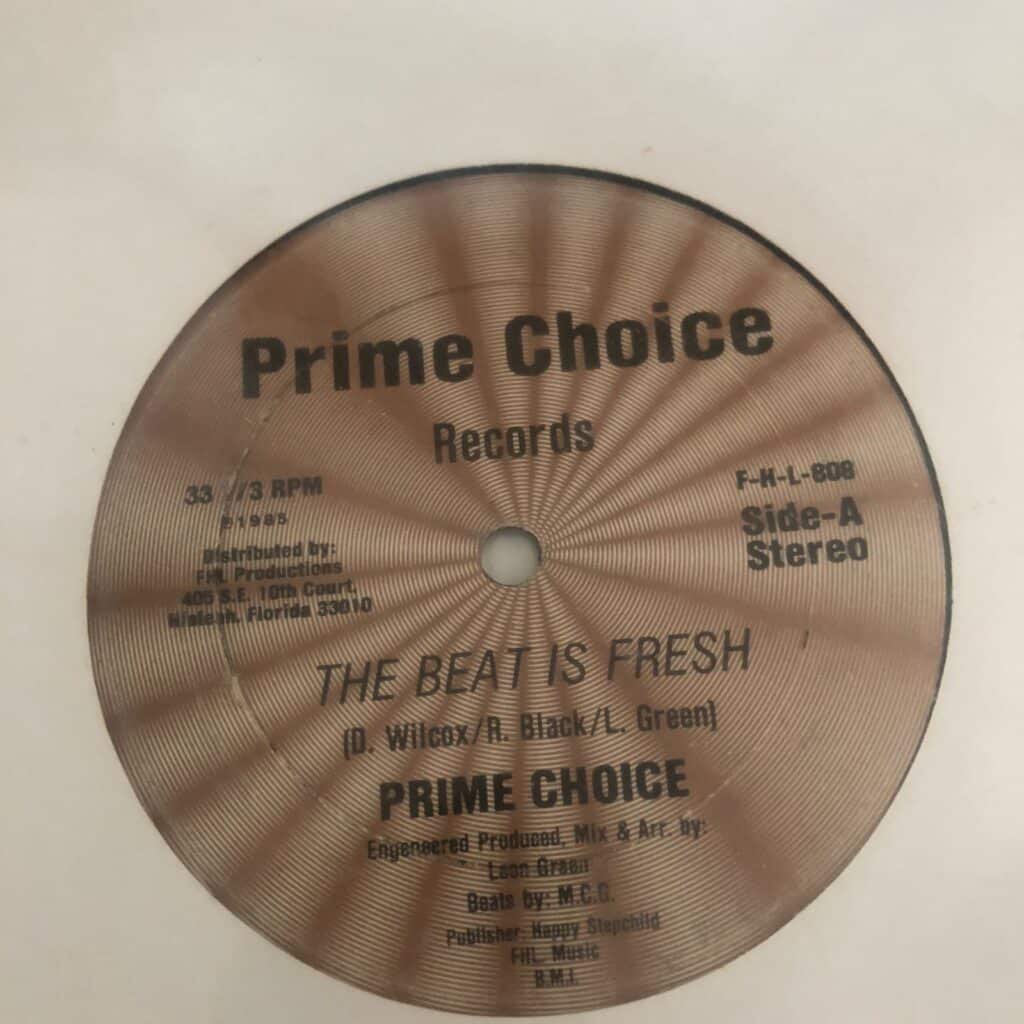 Prime Choice
Records
33 1/3 RPM
℗1985
Distributed by:
FHL Productions
405 S.E. 10th Court,
Hialeah, Florida 33010
F-H-L-808
Side-A
Stereo
THE BEAT IS FRESH
(D. Wilcox/R. Black/L. Green)
PRIME CHOICE
Engeneered Produced, Mix & Arr. by:
Leon Green
Beats by:
Publisher: Happy Stepchild
FHL Music
B.M.I.